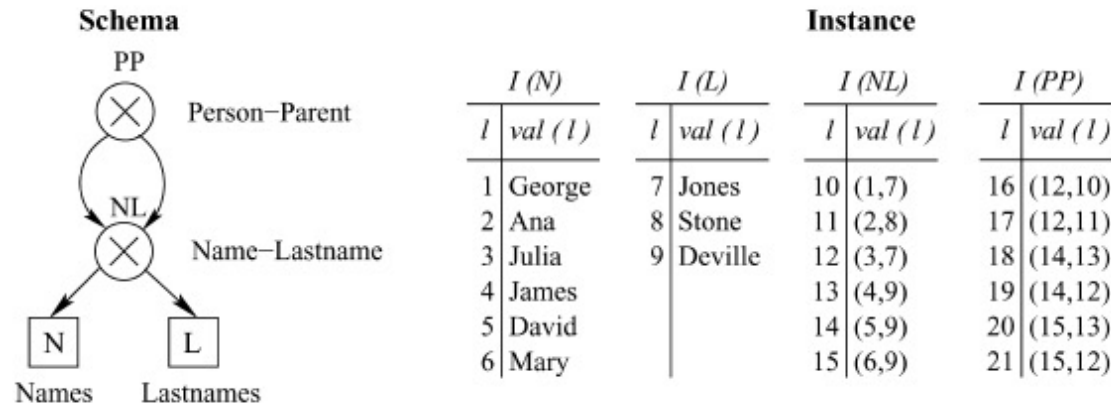 Schema
PP
Person−Parent
NL
Name−Lastname
N
L
Names
Lastnames
Instance
I (N)
l val (l)
1 George
2 Ana
3 Julia
4 James
5 David
6 Mary
I (L)
l val (l)
7 Jones
8 Stone
9 Deville
I (NL)
l val (l)
10 (1,7)
11 (2,8)
12 (3,7)
13 (4,9)
14 (5,9)
15 (6,9)
I (PP)
l val (l)
16 (12,10)
17 (12,11)
18 (14,13)
19 (14,12)
20 (15,13)
21 (15,12)